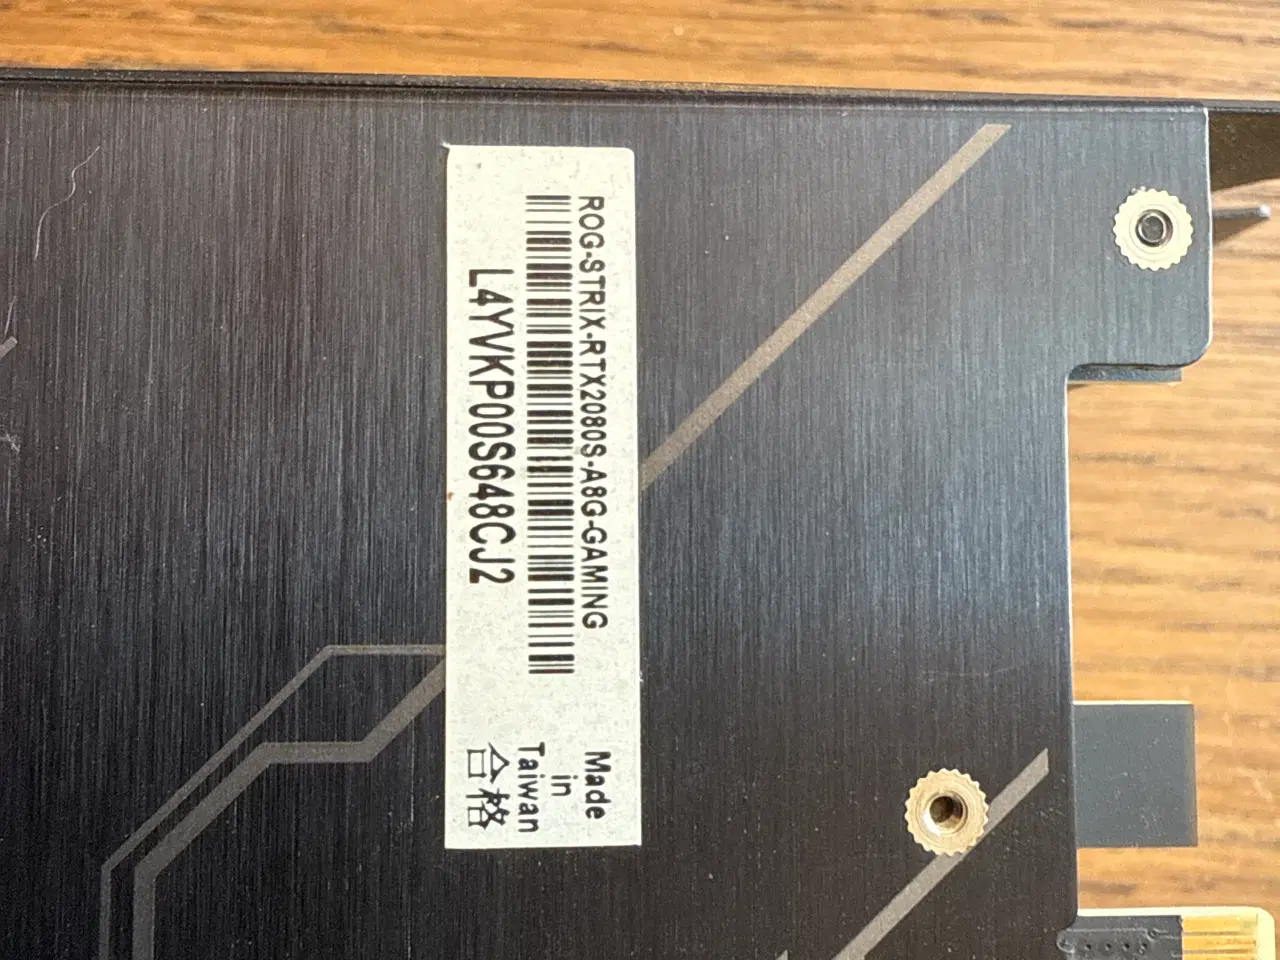 ROG-STRIX-RTX2080S-A8G-GAMING
L4YVKP00S648CJ2
Made
in
Taiwan
合格